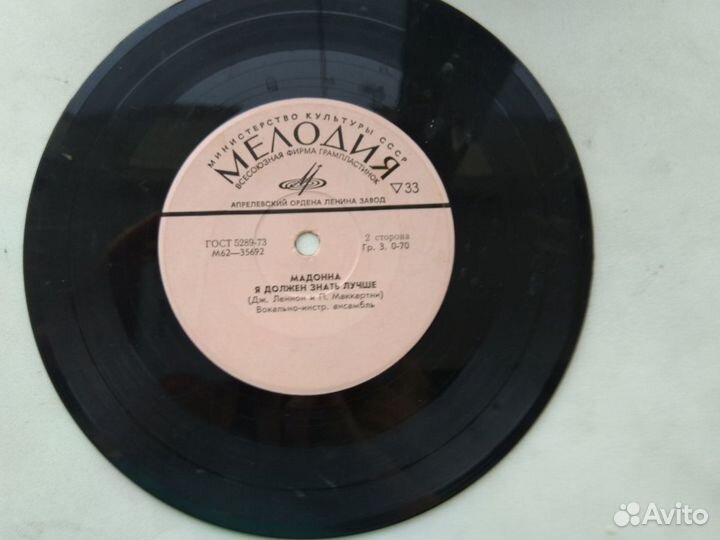 МИНИСТЕРСТВО КУЛЬТУРЫ СССР
МЕЛОДИЯ
ВСЕСОЮЗНАЯ ФИРМА ГРАМПЛАСТИНОК
▽33
АПРЕЛЕВСКИЙ ОРДЕНА ЛЕНИНА ЗАВОД
ГОСТ 5289-73
М62—35692
2 сторона
Гр. 3. 0-70
МАДОННА
Я ДОЛЖЕН ЗНАТЬ ЛУЧШЕ
(Дж. Леннон и П. Маккартни)
Вокально-инстр. ансамбль
Avito